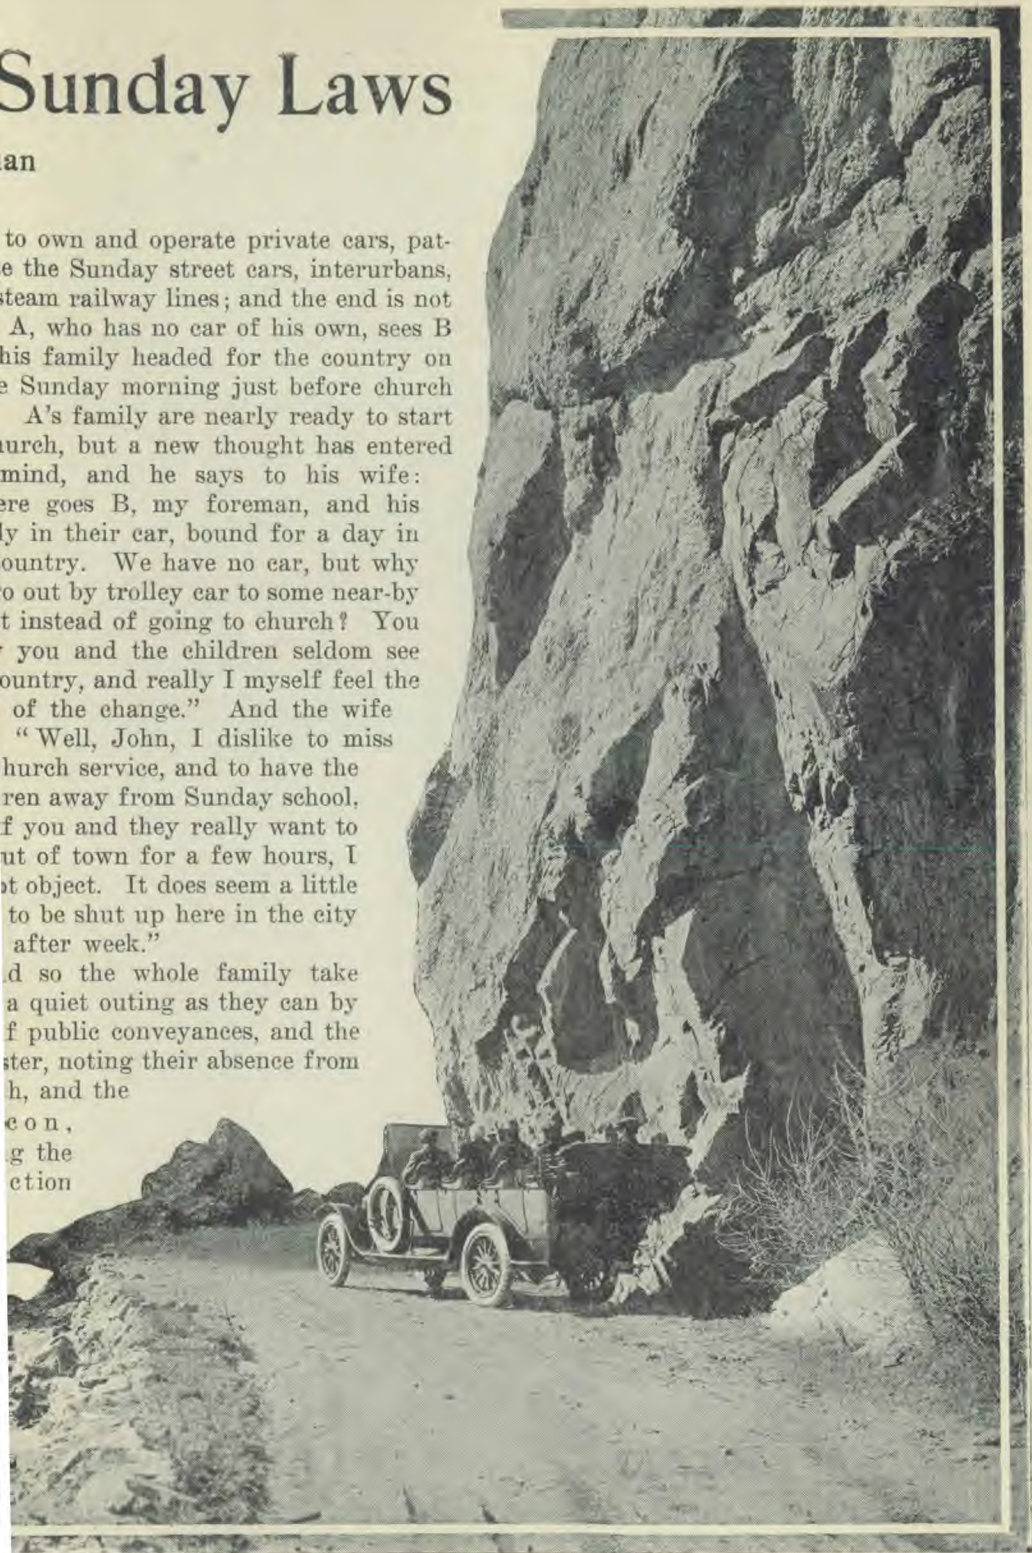 Sunday Laws
an
to own and operate private cars, pat-
e the Sunday street cars, interurbans,
steam railway lines; and the end is not
A, who has no car of his own, sees B
his family headed for the country on
e Sunday morning just before church
A's family are nearly ready to start
hurch, but a new thought has entered
mind, and he says to his wife:
ere goes B, my foreman, and his
ly in their car, bound for a day in
ountry. We have no car, but why
o out by trolley car to some near-by
t instead of going to church? You
you and the children seldom see
ountry, and really I myself feel the
of the change." And the wife
"Well, John, I dislike to miss
hurch service, and to have the
ren away from Sunday school,
f you and they really want to
ut of town for a few hours, I
ot object. It does seem a little
to be shut up here in the city
after week."
d so the whole family take
a quiet outing as they can by
f public conveyances, and the
ster, noting their absence from
h, and the
con,
g the
ction